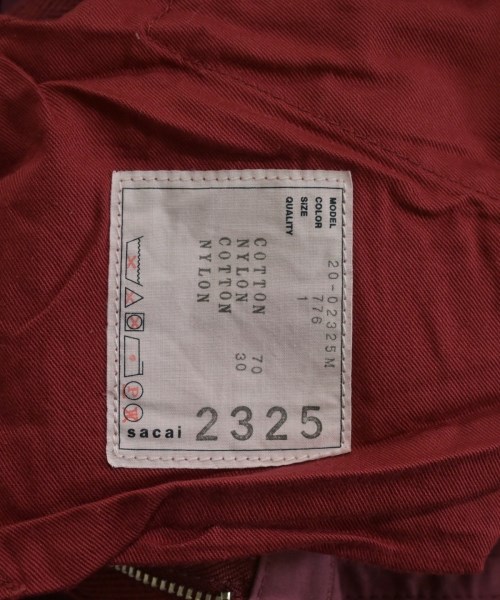 MODEL 20-02325M
COLOR 776
SIZE 1
QUALITY
COTTON 70
NYLON 30
COTTON
NYLON
P W
sacai 2325